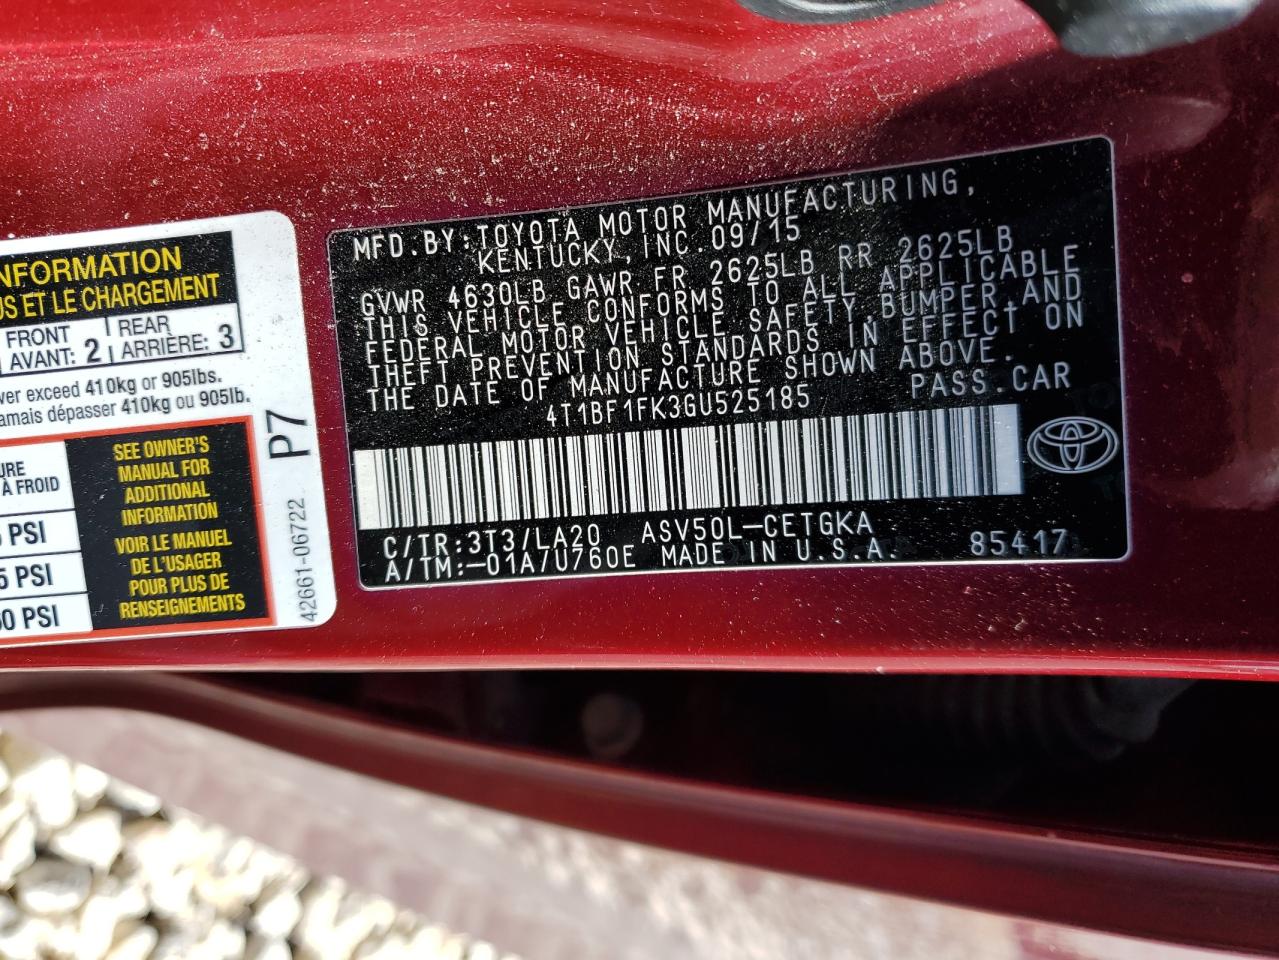 NFORMATION
US ET LE CHARGEMENT
FRONT
AVANT: 2
REAR
ARRIÈRE: 3
ver exceed 410kg or 905lbs.
amais dépasser 410kg ou 905lb.
URE
À FROID
5 PSI
5 PSI
60 PSI
SEE OWNER'S
MANUAL FOR
ADDITIONAL
INFORMATION
VOIR LE MANUEL
DE L'USAGER
POUR PLUS DE
RENSEIGNEMENTS
P7
42661-06722
MFD.BY:TOYOTA MOTOR MANUFACTURING,
KENTUCKY,INC.09/15
GVWR 4630LB GAWR FR 2625LB RR 2625LB
THIS VEHICLE CONFORMS TO ALL APPLICABLE
FEDERAL MOTOR VEHICLE SAFETY,BUMPER,AND
THEFT PREVENTION STANDARDS IN EFFECT ON
THE DATE OF MANUFACTURE SHOWN ABOVE.
4T1BF1FK3GU525185 PASS.CAR
C/TR:3T3/LA20 ASV50L-CETGKA
A/TM:-01A/U760E MADE IN U.S.A. 85417